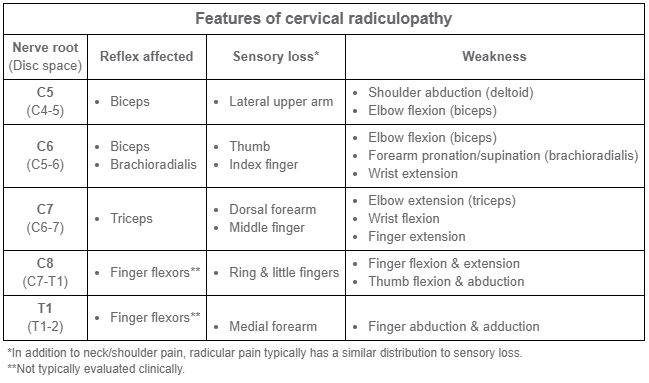 Features of cervical radiculopathy
Nerve root
(Disc space)
Reflex affected
Sensory loss*
Weakness
C5
(C4-5)
• Biceps
• Lateral upper arm
• Shoulder abduction (deltoid)
• Elbow flexion (biceps)
C6
(C5-6)
• Biceps
• Brachioradialis
• Thumb
• Index finger
• Elbow flexion (biceps)
• Forearm pronation/supination (brachioradialis)
• Wrist extension
C7
(C6-7)
• Triceps
• Dorsal forearm
• Middle finger
• Elbow extension (triceps)
• Wrist flexion
• Finger extension
C8
(C7-T1)
• Finger flexors**
• Ring & little fingers
• Finger flexion & extension
• Thumb flexion & abduction
T1
(T1-2)
• Finger flexors**
• Medial forearm
• Finger abduction & adduction
*In addition to neck/shoulder pain, radicular pain typically has a similar distribution to sensory loss.
**Not typically evaluated clinically.